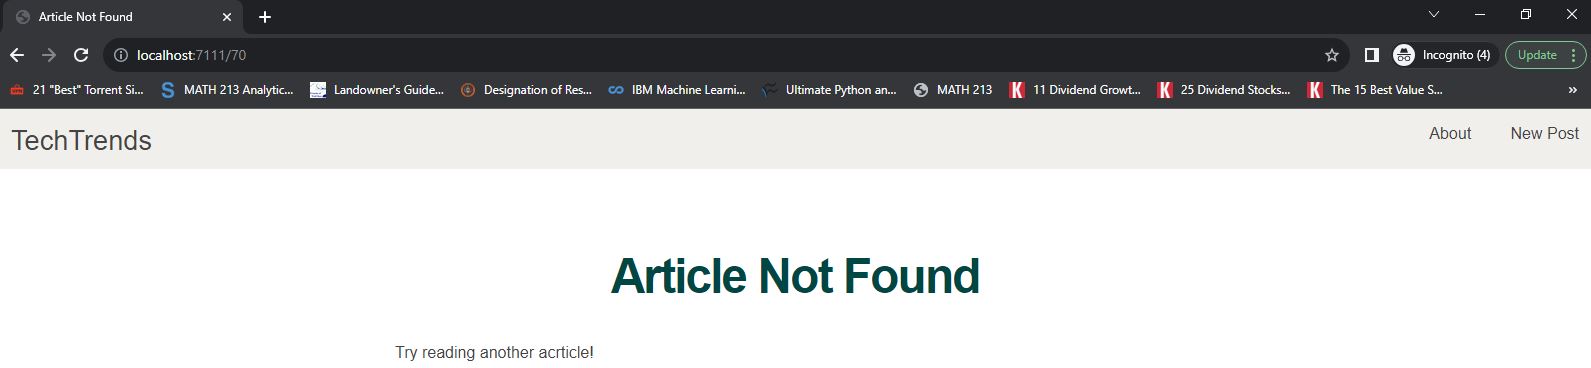 Article Not Found
localhost:7111/70
Incognito (4)
Update
21 "Best" Torrent Si...
MATH 213 Analytic...
Landowner's Guide...
Designation of Res...
IBM Machine Learni...
Ultimate Python an...
MATH 213
11 Dividend Growt...
25 Dividend Stocks...
The 15 Best Value S...
TechTrends
About
New Post
Article Not Found
Try reading another acrticle!